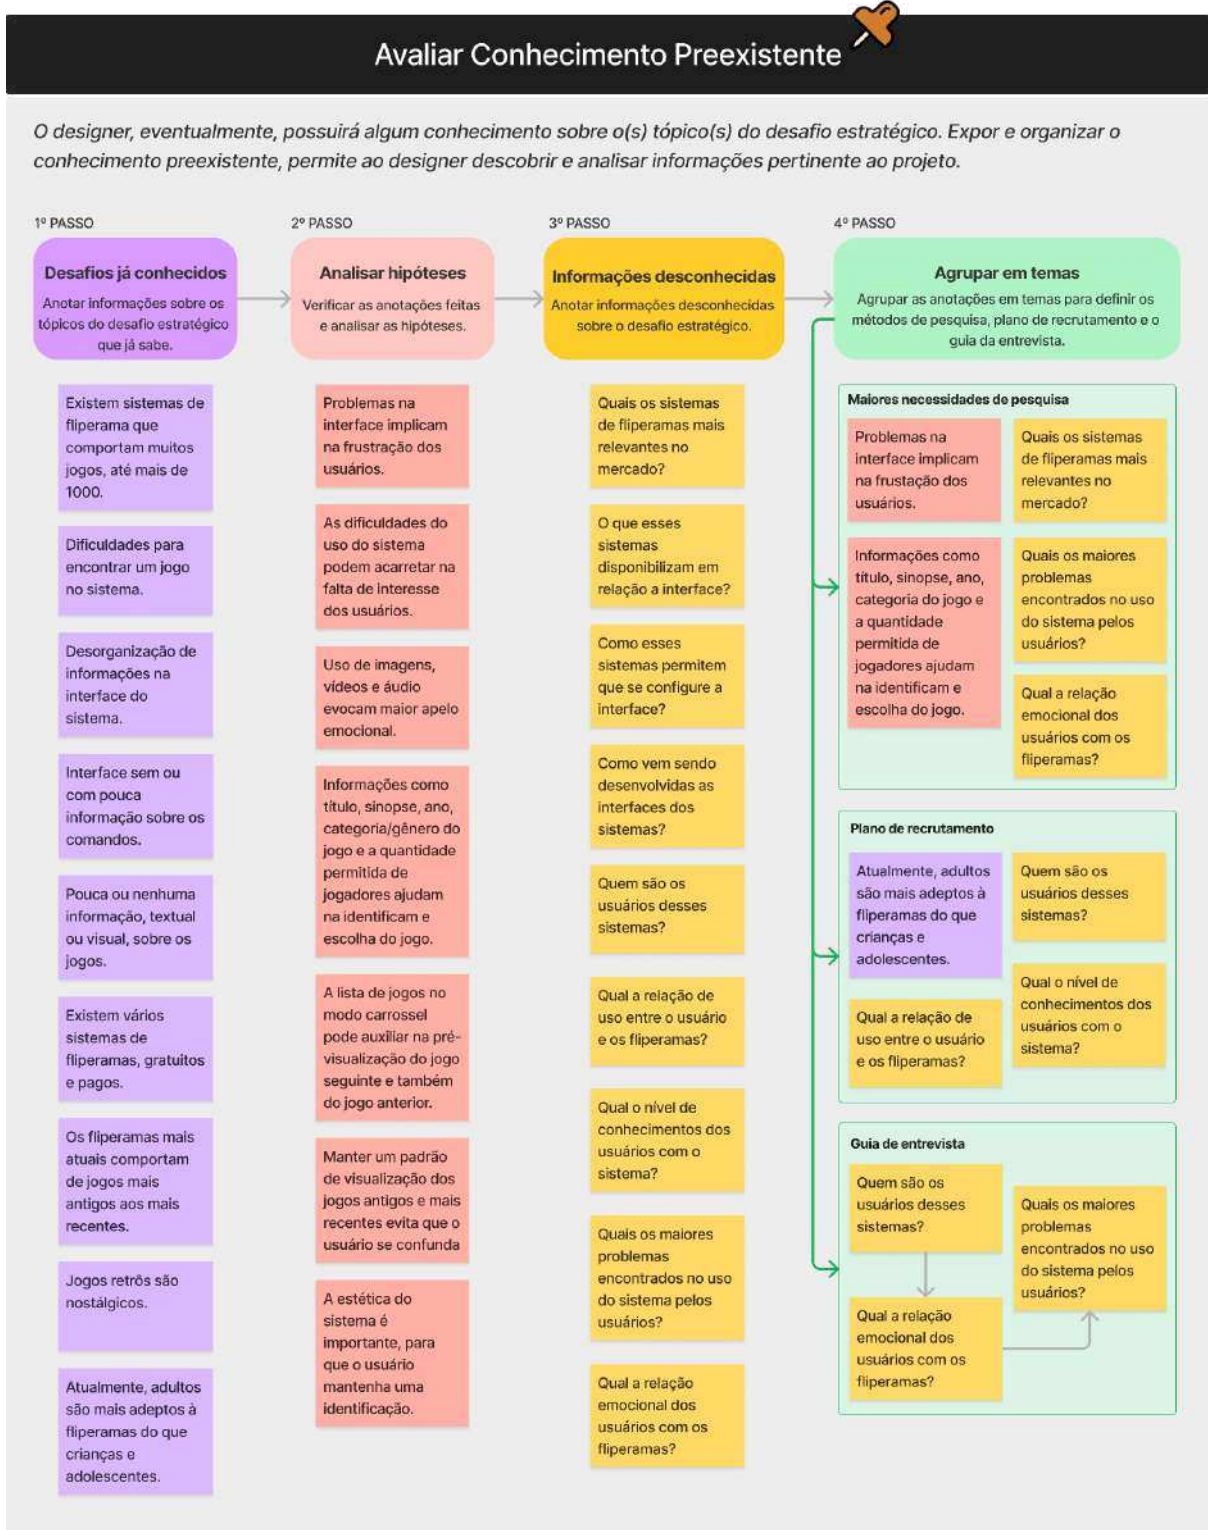 Avaliar Conhecimento Preexistente
O designer, eventualmente, possuirá algum conhecimento sobre o(s) tópico(s) do desafio estratégico. Expor e organizar o
conhecimento preexistente, permite ao designer descobrir e analisar informações pertinente ao projeto.
1º PASSO
Desafios já conhecidos
Anotar informações sobre os
tópicos do desafio estratégico
que já sabe.
Existem sistemas de
fliperama que
comportam muitos
jogos, até mais de
1000.
Dificuldades para
encontrar um jogo
no sistema.
Desorganização de
informações na
interface do
sistema.
Interface sem ou
com pouca
informação sobre os
comandos.
Pouca ou nenhuma
informação, textual
ou visual, sobre os
jogos.
Existem vários
sistemas de
fliperamas, gratuitos
e pagos.
Os fliperamas mais
atuais comportam
de jogos mais
antigos aos mais
recentes.
Jogos retrôs são
nostálgicos.
Atualmente, adultos
são mais adeptos à
fliperamas do que
crianças e
adolescentes.
2º PASSO
Analisar hipóteses
Verificar as anotações feitas
e analisar as hipóteses.
Problemas na
interface implicam
na frustração dos
usuários.
As dificuldades do
uso do sistema
podem acarretar na
falta de interesse
dos usuários.
Uso de imagens,
vídeos e áudio
evocam maior apelo
emocional.
Informações como
título, sinopse, ano,
categoria/gênero do
jogo e a quantidade
permitida de
jogadores ajudam
na identificam e
escolha do jogo.
A lista de jogos no
modo carrossel
pode auxiliar na pré-
visualização do jogo
seguinte e também
do jogo anterior.
Manter um padrão
de visualização dos
jogos antigos e mais
recentes evita que o
usuário se confunda
A estética do
sistema é
importante, para
que o usuário
mantenha uma
identificação.
3º PASSO
Informações desconhecidas
Anotar informações desconhecidas
sobre o desafio estratégico.
Quais os sistemas
de fliperamas mais
relevantes no
mercado?
O que esses
sistemas
disponibilizam em
relação a interface?
Como esses
sistemas permitem
que se configure a
interface?
Como vem sendo
desenvolvidas as
interfaces dos
sistemas?
Quem são os
usuários desses
sistemas?
Qual a relação de
uso entre o usuário
e os fliperamas?
Qual o nível de
conhecimentos dos
usuários com o
sistema?
Quais os maiores
problemas
encontrados no uso
do sistema pelos
usuários?
Qual a relação
emocional dos
usuários com os
fliperamas?
4º PASSO
Agrupar em temas
Agrupar as anotações em temas para definir os
métodos de pesquisa, plano de recrutamento e o
guia da entrevista.
Maiores necessidades de pesquisa
Problemas na
interface implicam
na frustação dos
usuários.
Informações como
título, sinopse, ano,
categoria do jogo e
a quantidade
permitida de
jogadores ajudam
na identificam e
escolha do jogo.
Quais os sistemas
de fliperamas mais
relevantes no
mercado?
Quais os maiores
problemas
encontrados no uso
do sistema pelos
usuários?
Qual a relação
emocional dos
usuários com os
fliperamas?
Plano de recrutamento
Atualmente, adultos
são mais adeptos à
fliperamas do que
crianças e
adolescentes.
Qual a relação de
uso entre o usuário
e os fliperamas?
Quem são os
usuários desses
sistemas?
Qual o nível de
conhecimentos dos
usuários com o
sistema?
Guia de entrevista
Quem são os
usuários desses
sistemas?
Qual a relação
emocional dos
usuários com os
fliperamas?
Quais os maiores
problemas
encontrados no uso
do sistema pelos
usuários?